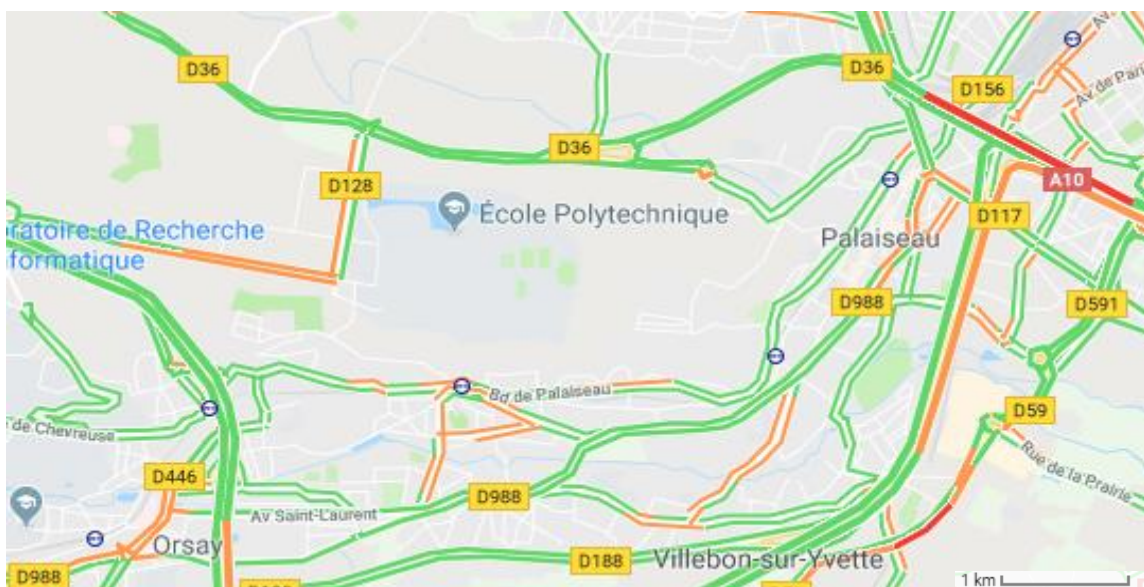 D36
D36
D156
Av de Pari
D36
D128
A10
École Polytechnique
D117
oratoire de Recherche
nformatique
Palaiseau
D988
D591
Bd de Palaiseau
D59
de Chevreuse
Rue de la Prairie
D446
D988
Av Saint-Laurent
Orsay
D188
Villebon-sur-Yvette
D988
1 km